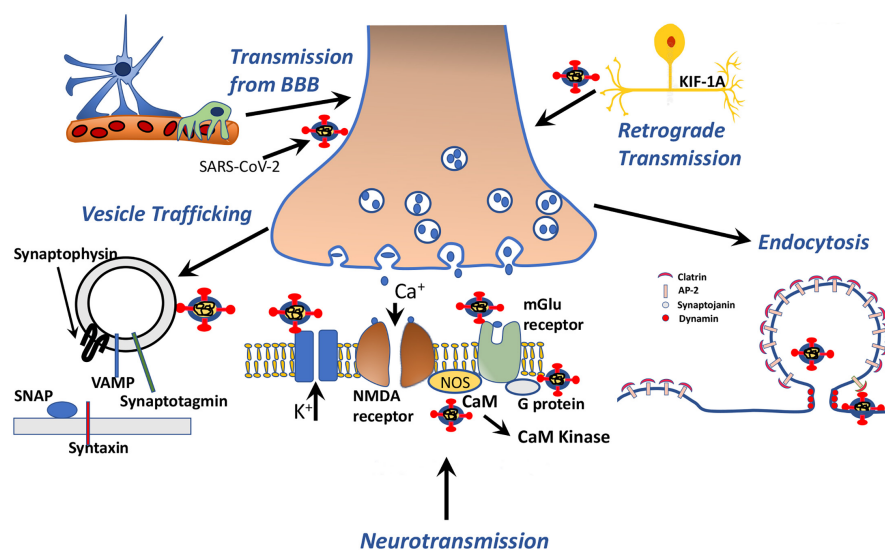 Transmission
from BBB
KIF-1A
SARS-CoV-2
Retrograde
Transmission
Vesicle Trafficking
Endocytosis
Synaptophysin
Clatrin
AP-2
Synaptojanin
Dynamin
Ca⁺
mGlu
receptor
VAMP
Synaptotagmin
SNAP
Syntaxin
K⁺
NMDA
receptor
NOS
CaM
G protein
CaM Kinase
Neurotransmission